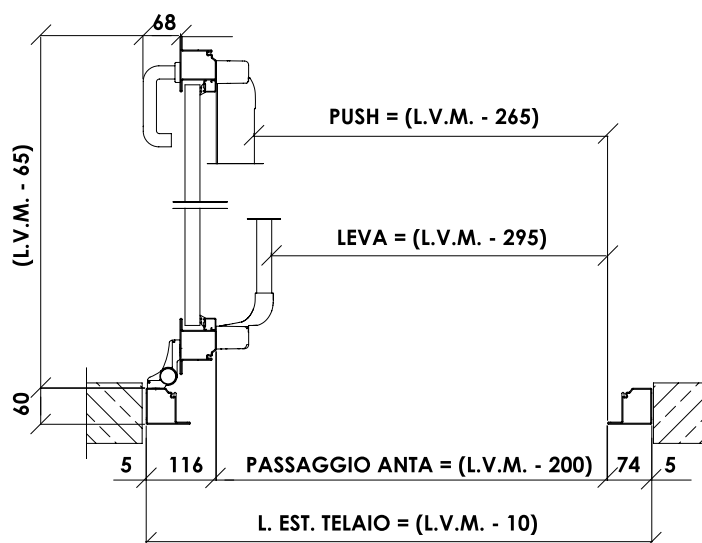 68
PUSH = (L.V.M. - 265)
(L.V.M. - 65)
LEVA = (L.V.M. - 295)
60
5 116 PASSAGGIO ANTA = (L.V.M. - 200) 74 5
L. EST. TELAIO = (L.V.M. - 10)